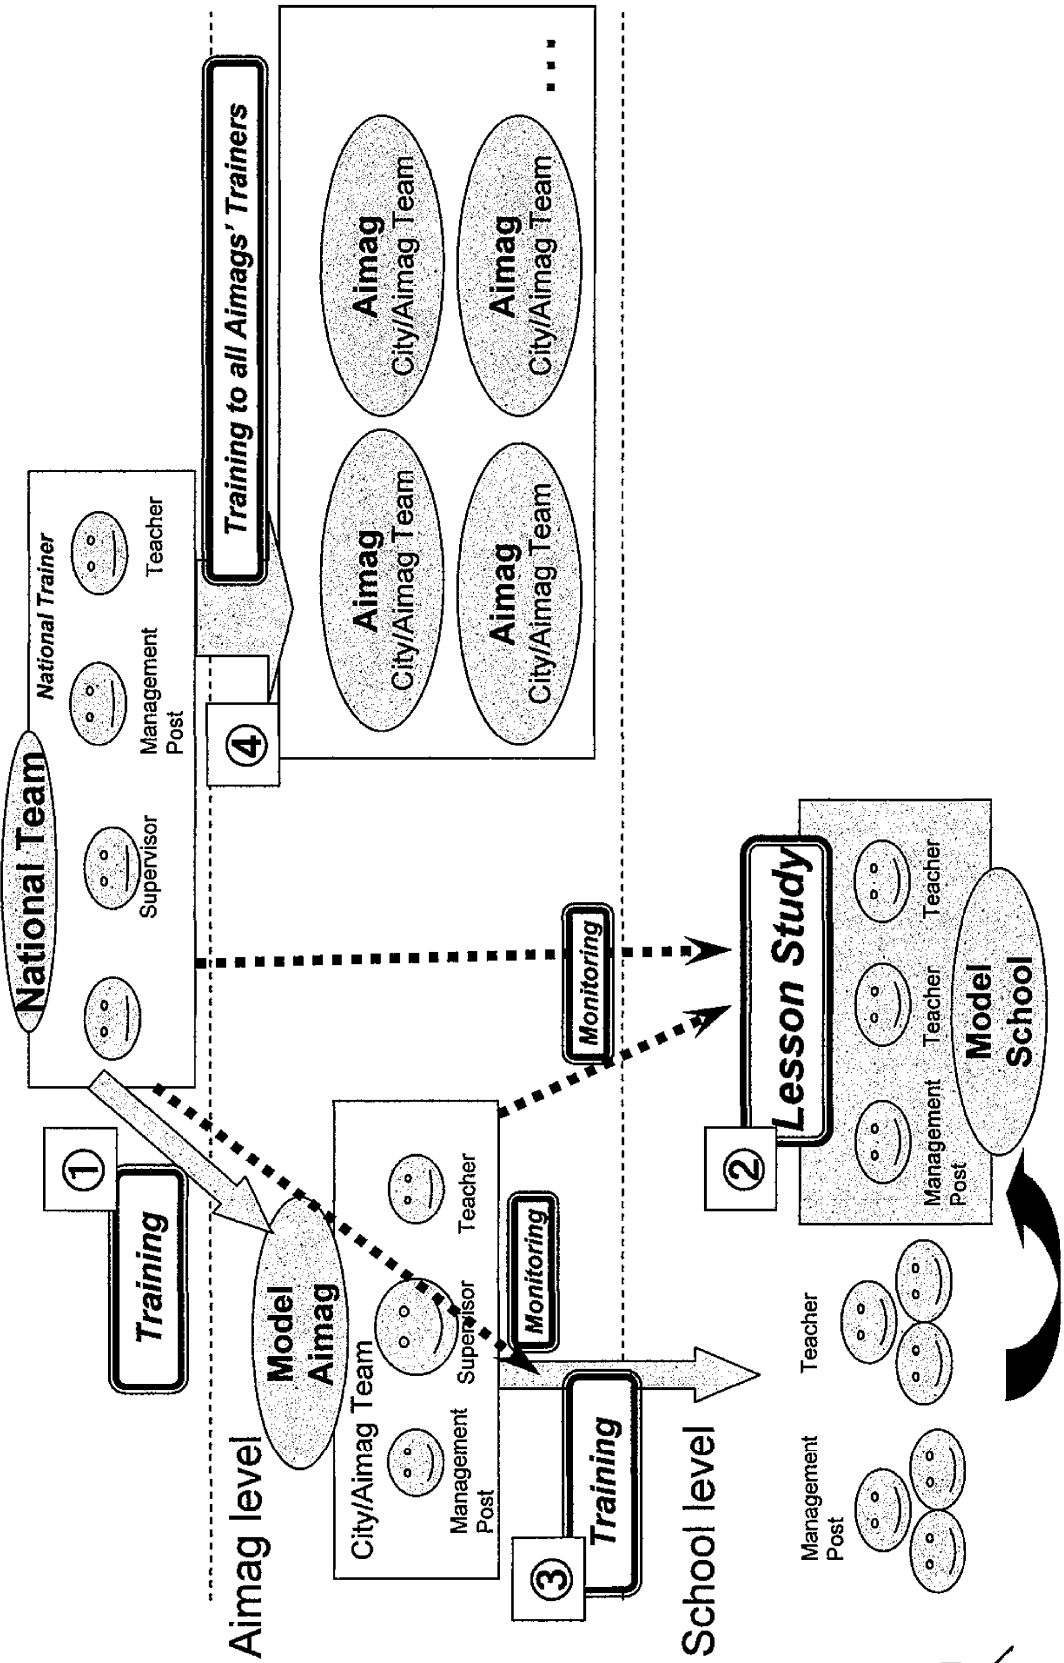 National Team
National Trainer
Supervisor
Management
Post
Teacher
①
Training
④
Training to all Aimags' Trainers
Aimag level
Model
Aimag
City/Aimag Team
Management
Post
Supervisor
Teacher
Aimag
City/Aimag Team
Aimag
City/Aimag Team
Aimag
City/Aimag Team
Aimag
City/Aimag Team
...
Monitoring
Monitoring
③
Training
School level
②
Lesson Study
Management
Post
Teacher
Teacher
Model
School
Management
Post
Teacher